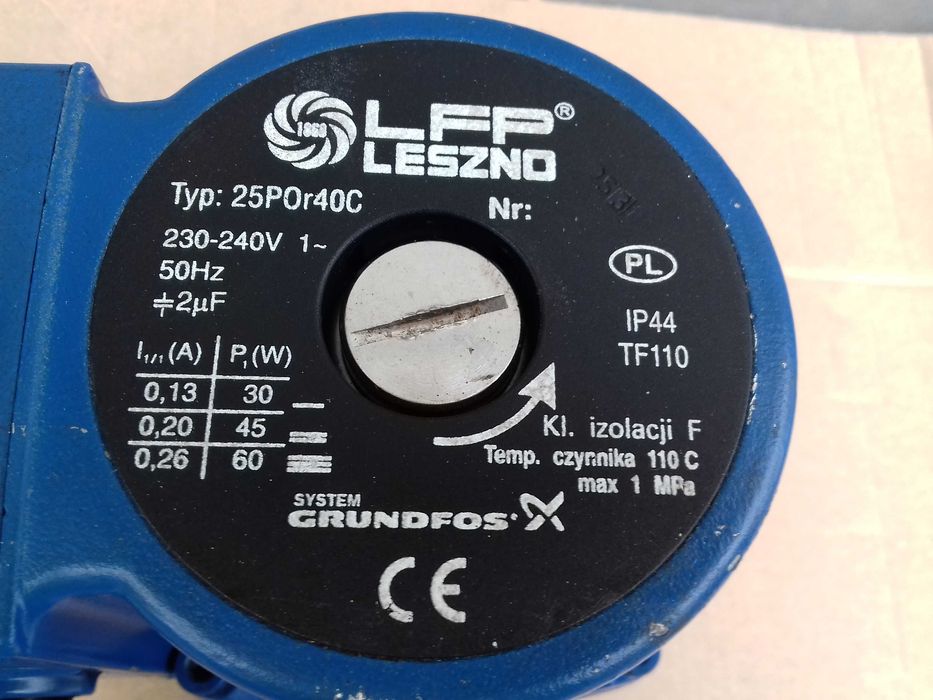 1868
LFP®
LESZNO
Typ: 25POr40C
Nr:
230-240V 1~
50Hz
2µF
PL
IP44
TF110
I1/1 (A) P1 (W)
0,13 30
0,20 45
0,26 60
Kl. izolacji F
Temp. czynnika 110 C
max 1 MPa
SYSTEM
GRUNDFOS
CE